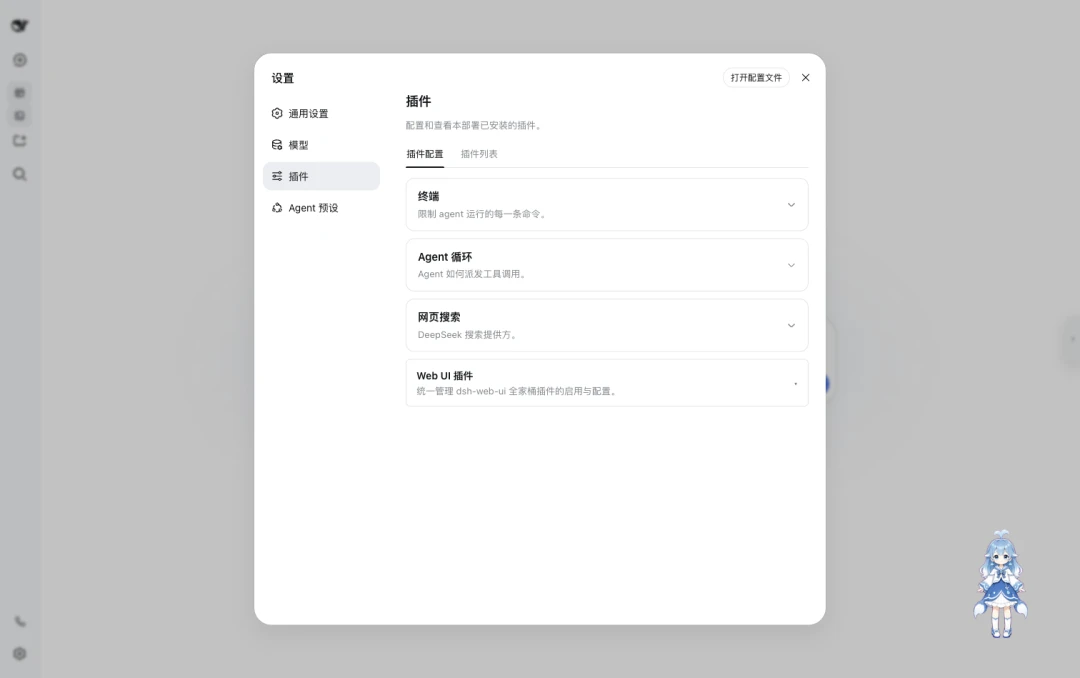 设置
打开配置文件
通用设置
模型
插件
Agent 预设
插件
配置和查看本部署已安装的插件。
插件配置 插件列表
终端
限制 agent 运行的每一条命令。
Agent 循环
Agent 如何派发工具调用。
网页搜索
DeepSeek 搜索提供方。
Web UI 插件
统一管理 dsh-web-ui 全家桶插件的启用与配置。